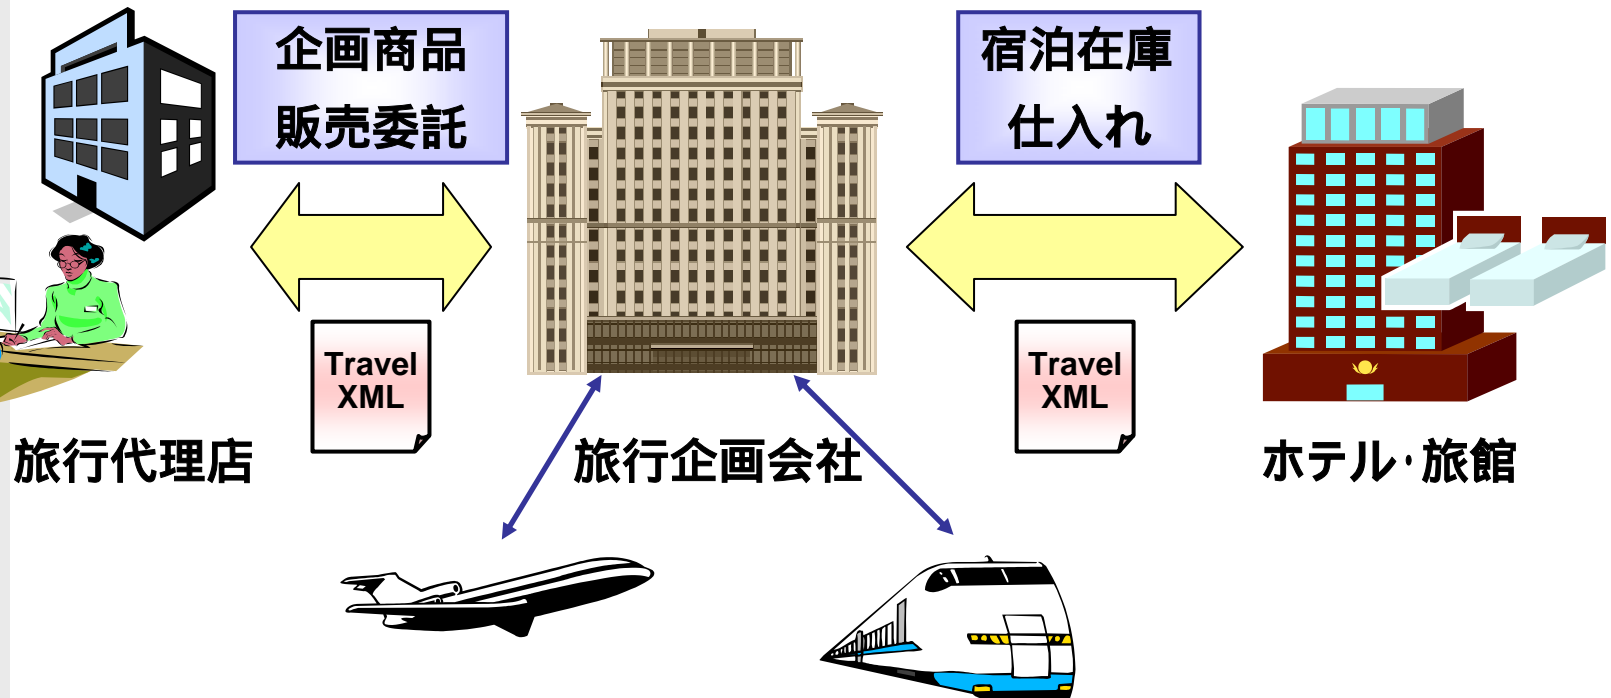 企画商品
販売委託
宿泊在庫
仕入れ
Travel
XML
Travel
XML
旅行代理店
旅行企画会社
ホテル・旅館